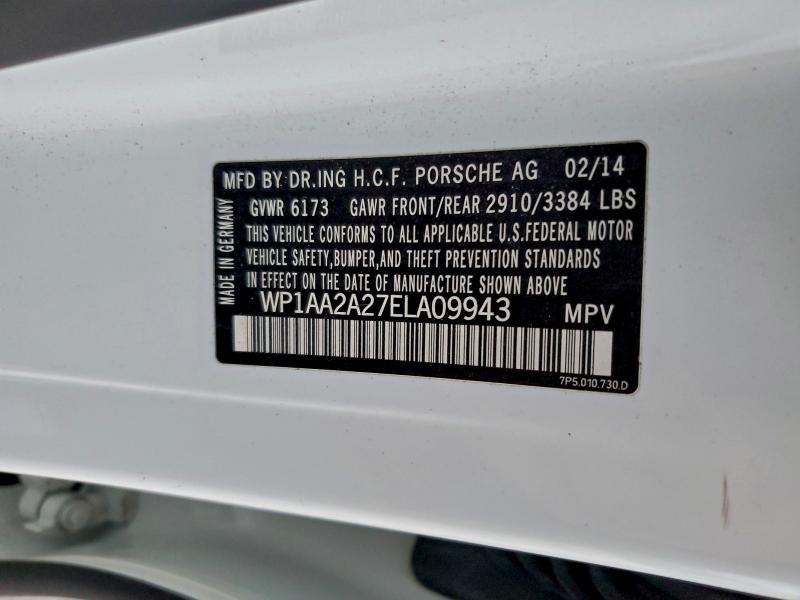 MFD BY DR.ING H.C.F. PORSCHE AG 02/14
GVWR 6173 GAWR FRONT/REAR 2910/3384 LBS
THIS VEHICLE CONFORMS TO ALL APPLICABLE U.S.FEDERAL MOTOR
VEHICLE SAFETY,BUMPER,AND THEFT PREVENTION STANDARDS
IN EFFECT ON THE DATE OF MANUFACTURE SHOWN ABOVE
WP1AA2A27ELA09943 MPV
7P5.010.730.D
MADE IN GERMANY